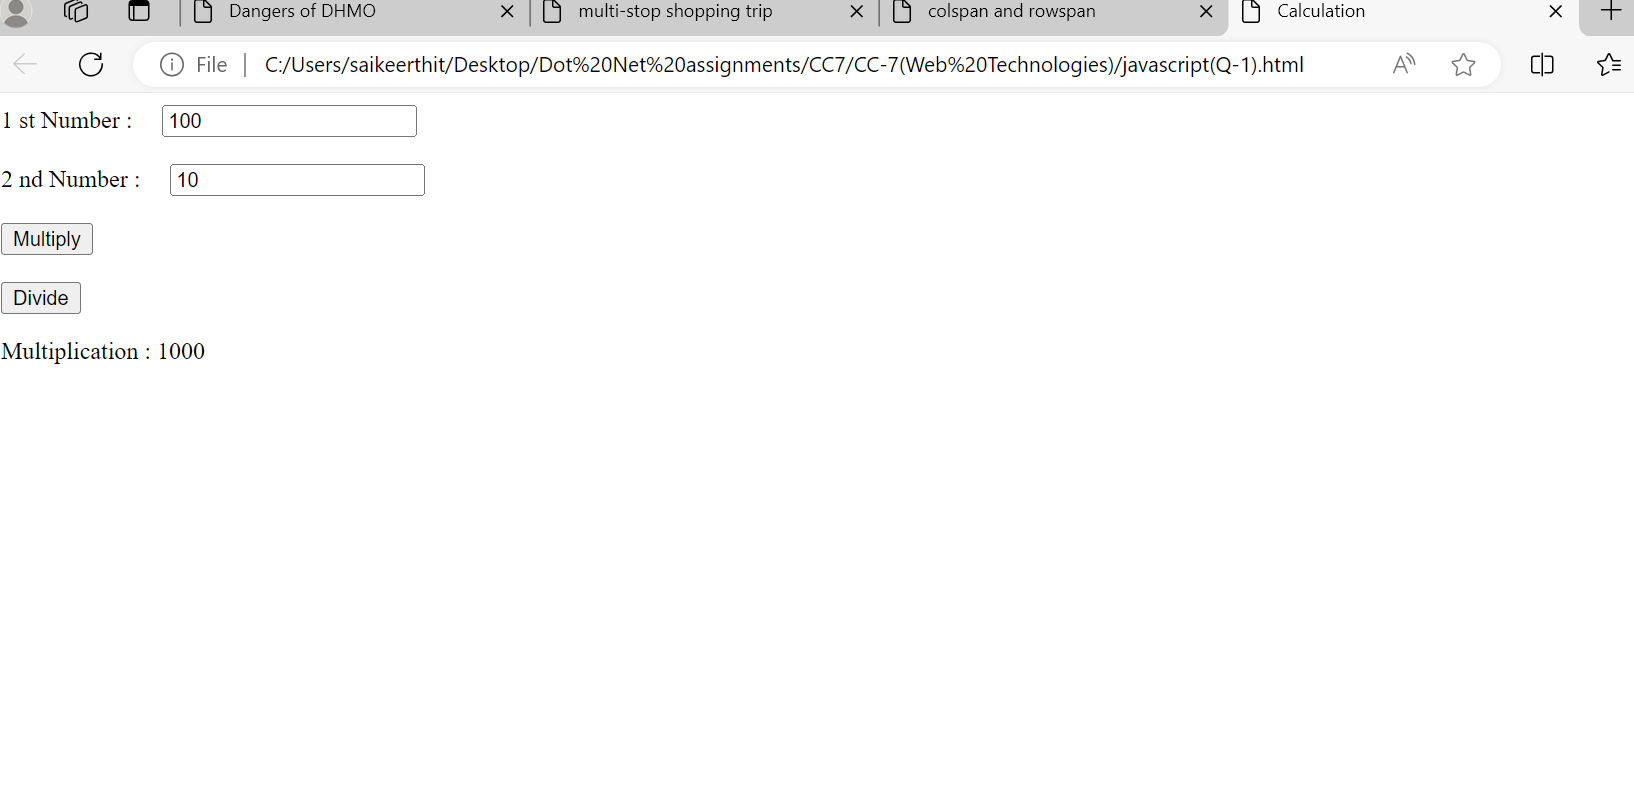 Dangers of DHMO
multi-stop shopping trip
colspan and rowspan
Calculation
File C:/Users/saikeerthit/Desktop/Dot%20Net%20assignments/CC7/CC-7(Web%20Technologies)/javascript(Q-1).html
1 st Number : 100
2 nd Number : 10
Multiply
Divide
Multiplication : 1000